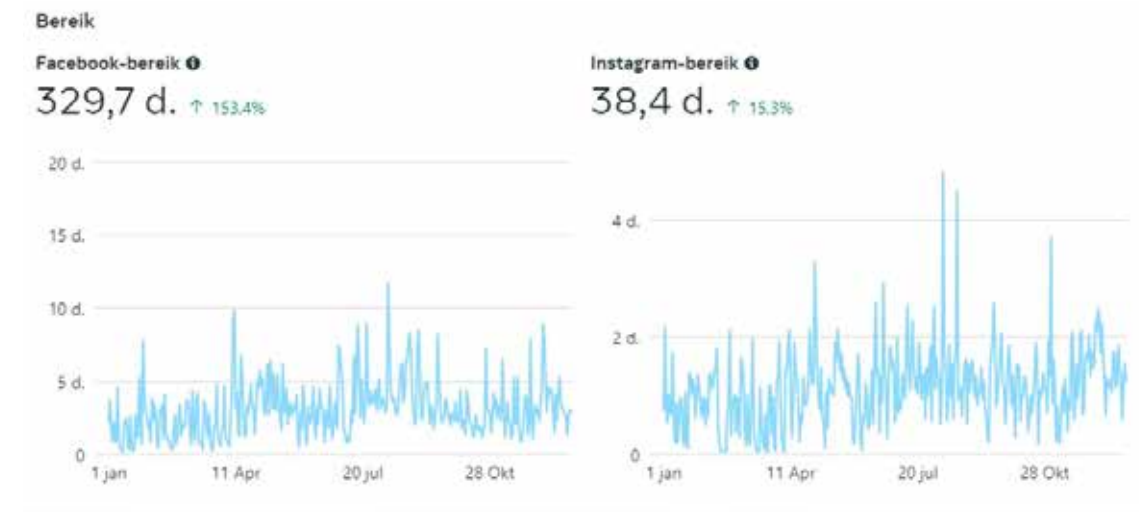 Bereik
Facebook-bereik
329,7 d. ↑ 153,4%
20 d.
15 d.
10 d.
5 d.
0
1 jan 11 Apr 20 jul 28 Okt
Instagram-bereik
38,4 d. ↑ 15,3%
4 d.
2 d.
0
1 jan 11 Apr 20 jul 28 Okt